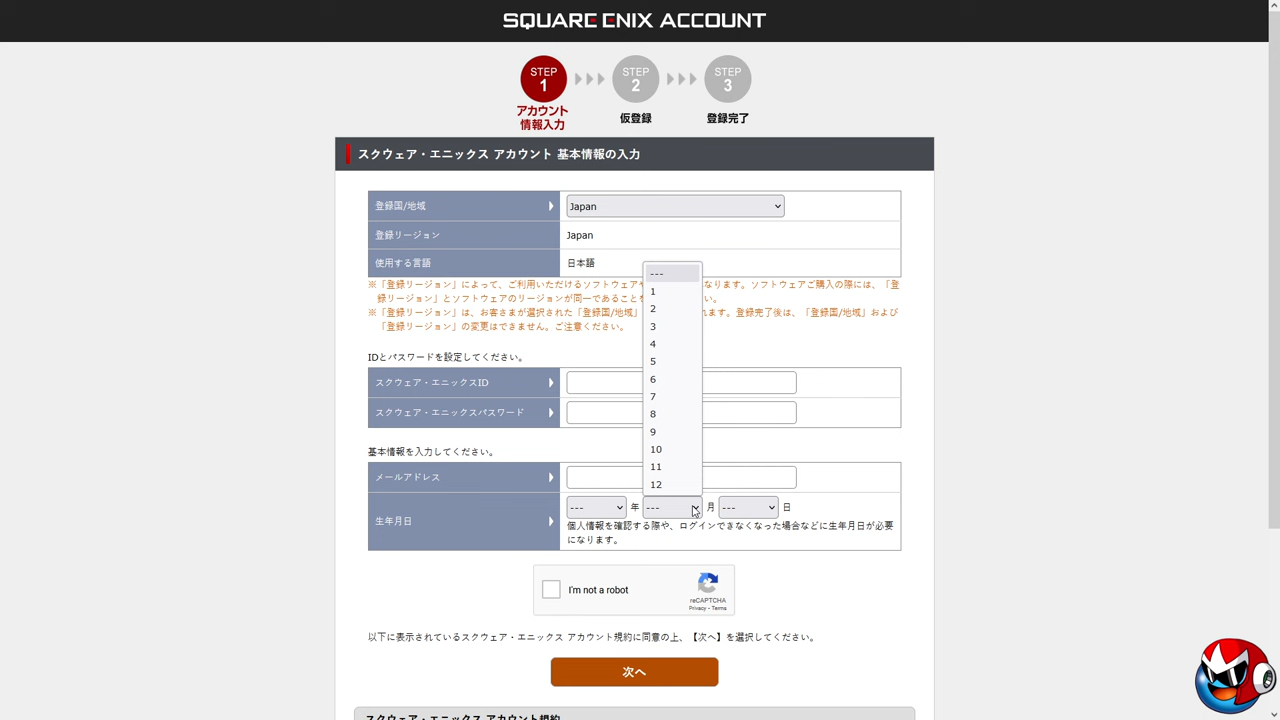 SQUARE ENIX ACCOUNT
STEP
1
アカウント
情報入力
STEP
2
仮登録
STEP
3
登録完了
スクウェア・エニックス アカウント 基本情報の入力
登録国/地域
Japan
登録リージョン
Japan
使用する言語
日本語
※「登録リージョン」によって、ご利用いただけるソフトウェア
なります。ソフトウェアご購入の際には、「登
録リージョン」とソフトウェアのリージョンが同一であることを
い。
※「登録リージョン」は、お客さまが選択された「登録国/地域」
れます。登録完了後は、「登録国/地域」および
「登録リージョン」の変更はできません。ご注意ください。
---
1
2
3
4
5
6
7
8
9
10
11
12
IDとパスワードを設定してください。
スクウェア・エニックスID
スクウェア・エニックスパスワード
基本情報を入力してください。
メールアドレス
生年月日
--- 年 --- 月 --- 日
個人情報を確認する際や、ログインできなくなった場合などに生年月日が必要
になります。
I'm not a robot
reCAPTCHA
Privacy - Terms
以下に表示されているスクウェア・エニックス アカウント規約に同意の上、【次へ】を選択してください。
次へ
スクウェア・エニックス アカウント規約